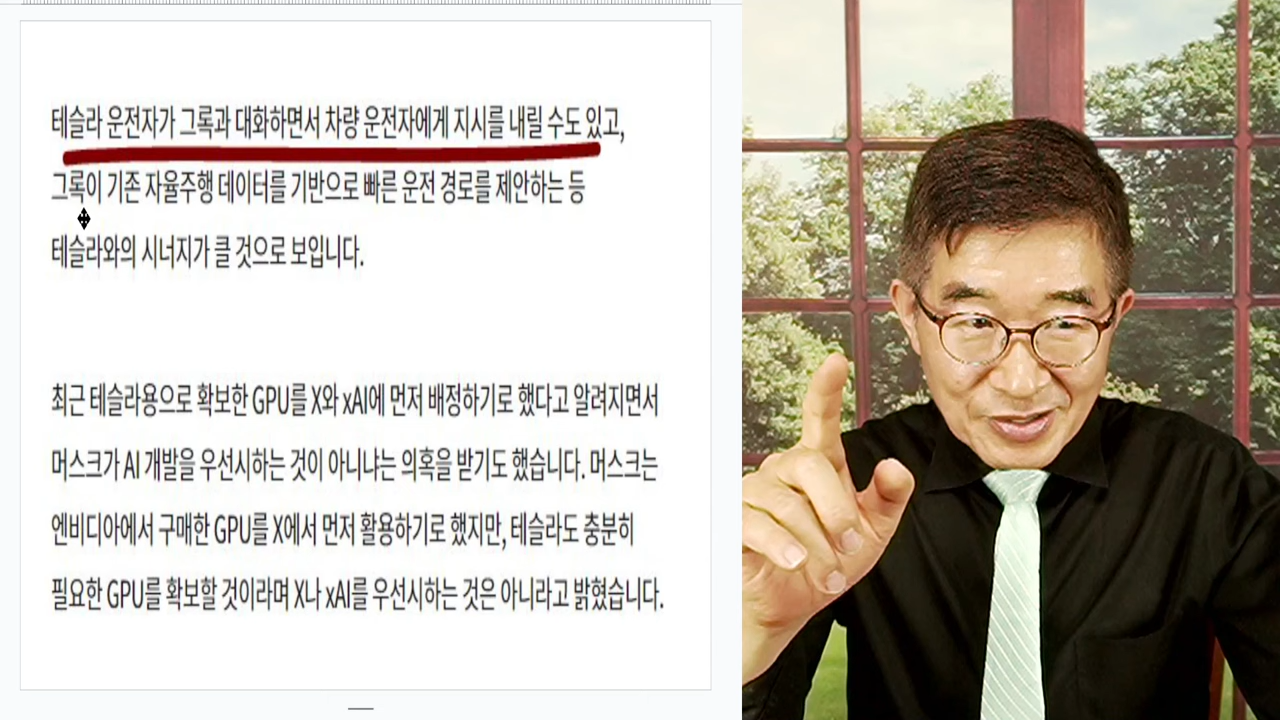 테슬라 운전자가 그록과 대화하면서 차량 운전자에게 지시를 내릴 수도 있고,
그록이 기존 자율주행 데이터를 기반으로 빠른 운전 경로를 제안하는 등
테슬라와의 시너지가 클 것으로 보입니다.
최근 테슬라용으로 확보한 GPU를 X와 xAI에 먼저 배정하기로 했다고 알려지면서
머스크가 AI 개발을 우선시하는 것이 아니냐는 의혹을 받기도 했습니다. 머스크는
엔비디아에서 구매한 GPU를 X에서 먼저 활용하기로 했지만, 테슬라도 충분히
필요한 GPU를 확보할 것이라며 X나 xAI를 우선시하는 것은 아니라고 밝혔습니다.